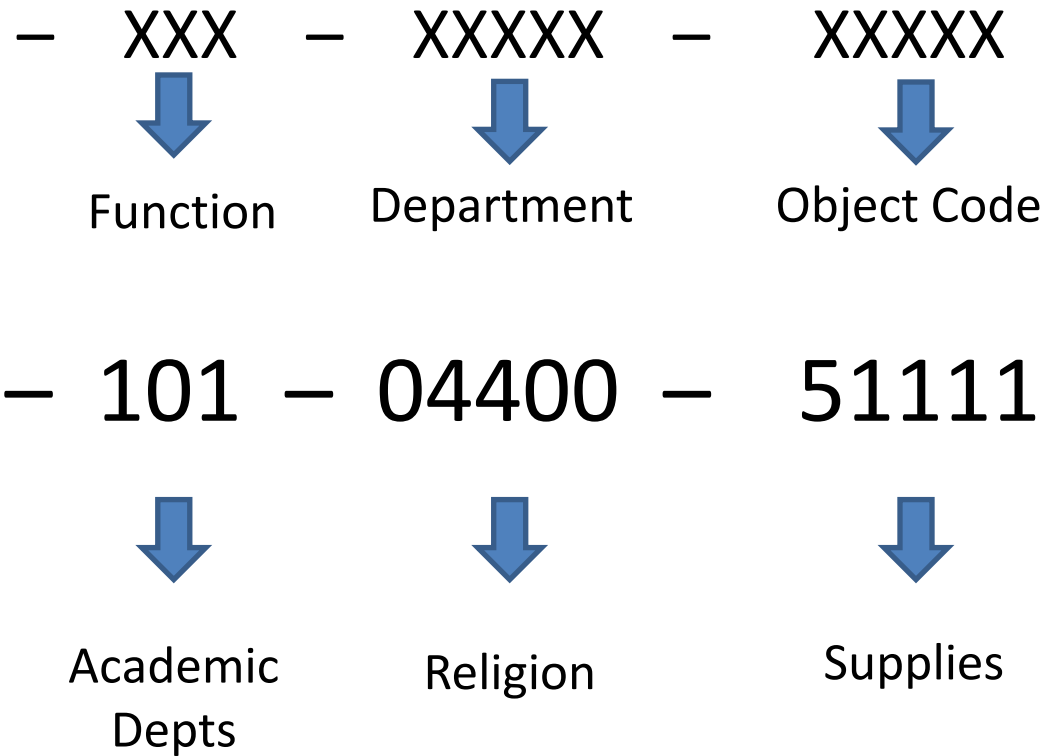 – XXX – XXXXX – XXXXX
Function Department Object Code
– 101 – 04400 – 51111
Academic Depts Religion Supplies